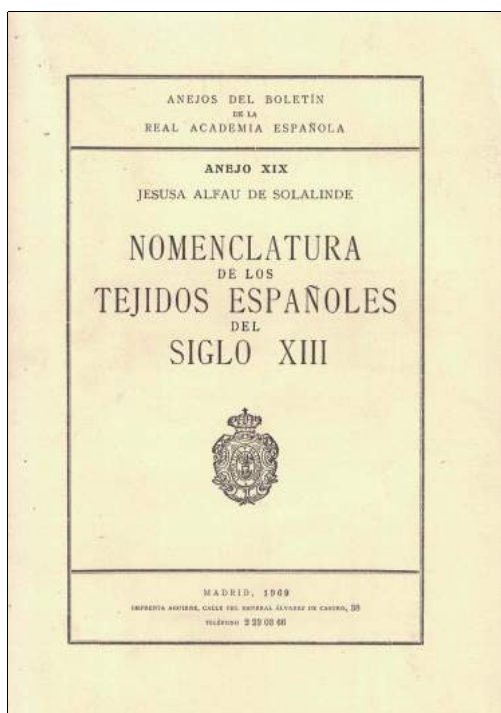 ANEJOS DEL BOLETÍN
DE LA
REAL ACADEMIA ESPAÑOLA
ANEJO XIX
JESUSA ALFAU DE SOLALINDE
NOMENCLATURA
DE LOS
TEJIDOS ESPAÑOLES
DEL
SIGLO XIII
MADRID, 1969
IMPRENTA AGUIRRE, CALLE DEL GENERAL ÁLVAREZ DE CASTRO, 38
TELÉFONO 2 23 03 66